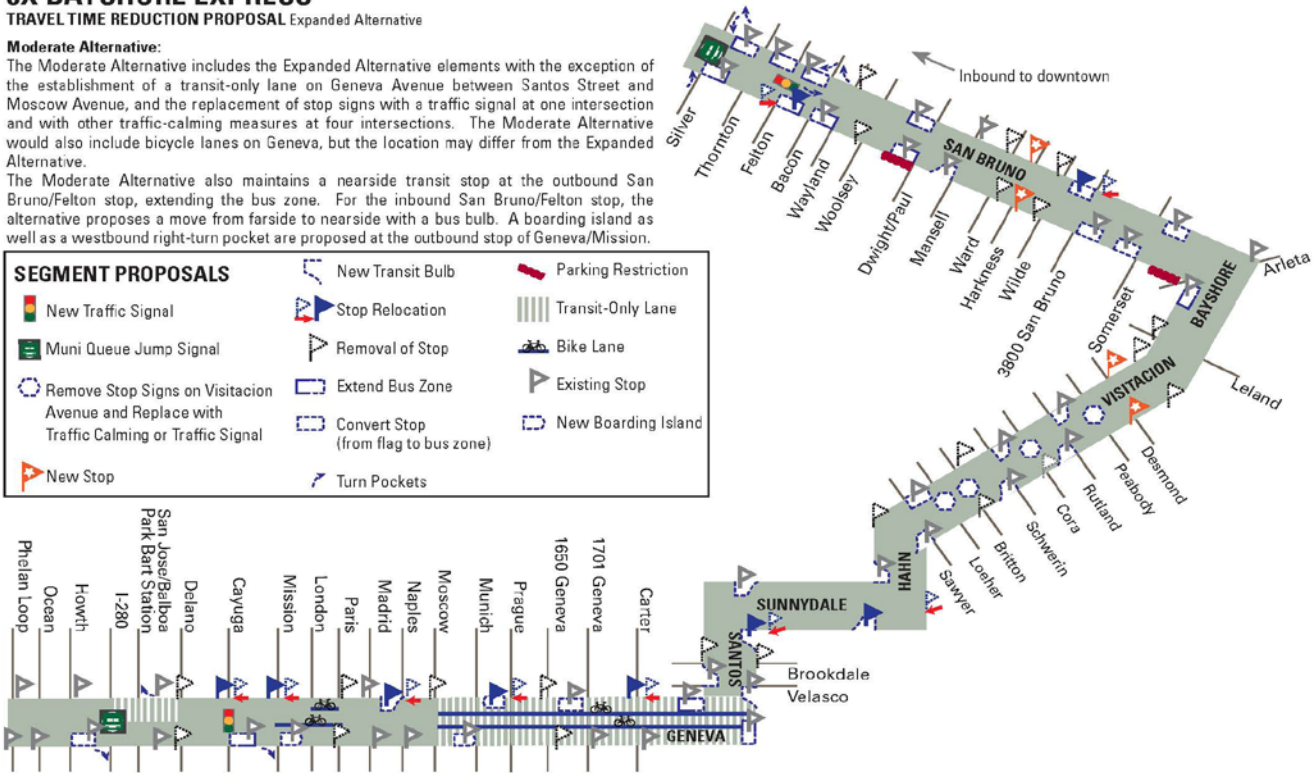 TRAVEL TIME REDUCTION PROPOSAL Expanded Alternative
Moderate Alternative:
The Moderate Alternative includes the Expanded Alternative elements with the exception of
the establishment of a transit-only lane on Geneva Avenue between Santos Street and
Moscow Avenue, and the replacement of stop signs with a traffic signal at one intersection
and with other traffic-calming measures at four intersections. The Moderate Alternative
would also include bicycle lanes on Geneva, but the location may differ from the Expanded
Alternative.
The Moderate Alternative also maintains a nearside transit stop at the outbound San
Bruno/Felton stop, extending the bus zone. For the inbound San Bruno/Felton stop, the
alternative proposes a move from farside to nearside with a bus bulb. A boarding island as
well as a westbound right-turn pocket are proposed at the outbound stop of Geneva/Mission.
SEGMENT PROPOSALS
New Traffic Signal
Muni Queue Jump Signal
Remove Stop Signs on Visitacion
Avenue and Replace with
Traffic Calming or Traffic Signal
New Stop
New Transit Bulb
Stop Relocation
Removal of Stop
Extend Bus Zone
Convert Stop
(from flag to bus zone)
Turn Pockets
Parking Restriction
Transit-Only Lane
Bike Lane
Existing Stop
New Boarding Island
Inbound to downtown
Silver
Thornton
Felton
Bacon
Wayland
Woolsey
Dwight/Paul
Mansell
Ward
Harkness
Wilde
3800 San Bruno
Somerset
SAN BRUNO
Arleta
BAYSHORE
Leland
VISITACION
Desmond
Peabody
Rutland
Cora
Schwerin
Britton
Loeher
Sawyer
HAHN
SUNNYDALE
SANTOS
Brookdale
Velasco
Phelan Loop
Ocean
Howth
I-280
San Jose/Balboa
Park Bart Station
Delano
Cayuga
Mission
London
Paris
Madrid
Naples
Moscow
Munich
Prague
1650 Geneva
1701 Geneva
Carter
GENEVA